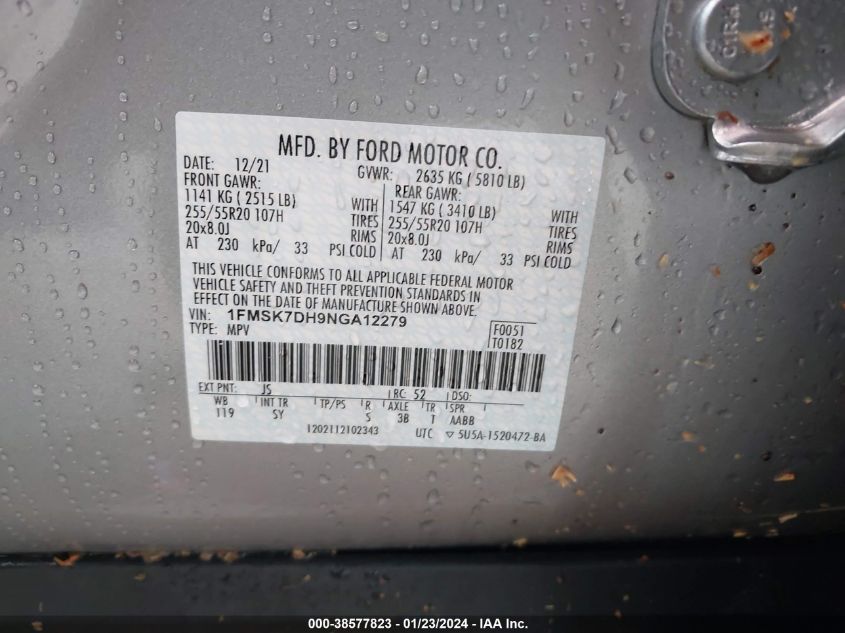 MFD. BY FORD MOTOR CO.
DATE: 12/21 GVWR: 2635 KG ( 5810 LB)
FRONT GAWR: REAR GAWR:
1141 KG ( 2515 LB) WITH 1547 KG ( 3410 LB) WITH
255/55R20 107H TIRES 255/55R20 107H TIRES
20x8.0J RIMS 20x8.0J RIMS
AT 230 kPa/ 33 PSI COLD AT 230 kPa/ 33 PSI COLD
THIS VEHICLE CONFORMS TO ALL APPLICABLE FEDERAL MOTOR
VEHICLE SAFETY AND THEFT PREVENTION STANDARDS IN
EFFECT ON THE DATE OF MANUFACTURE SHOWN ABOVE.
VIN: 1FMSK7DH9NGA12279 F0051
TYPE: MPV T0182
EXT PNT: JS RC: 52 DSO:
WB INT TR TP/PS R AXLE TR SPR
119 SY 5 3B T AABB
1202112102343 UTC ▽ 5U5A-1520472-BA
000-38577823 - 01/23/2024 - IAA Inc.